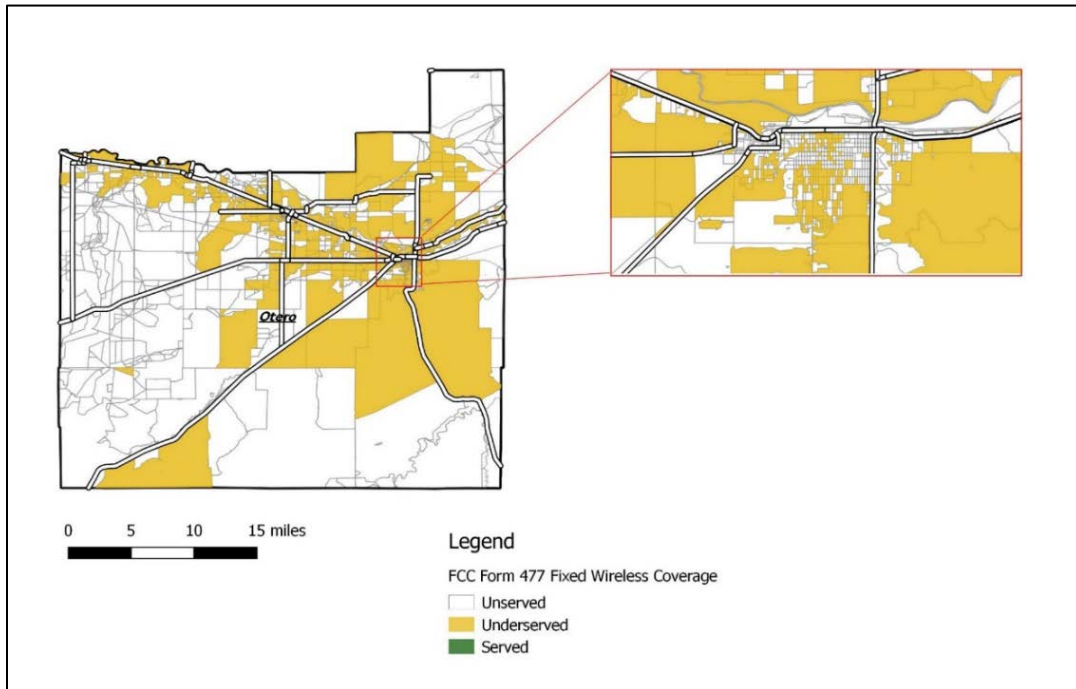 Otero
0 5 10 15 miles
Legend
FCC Form 477 Fixed Wireless Coverage
Unserved
Underserved
Served